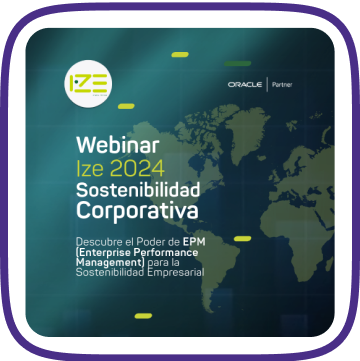 IZE
ORACLE | Partner
Webinar
Ize 2024
Sostenibilidad
Corporativa
Descubre el Poder de EPM
(Enterprise Performance
Management) para la
Sostenibilidad Empresarial